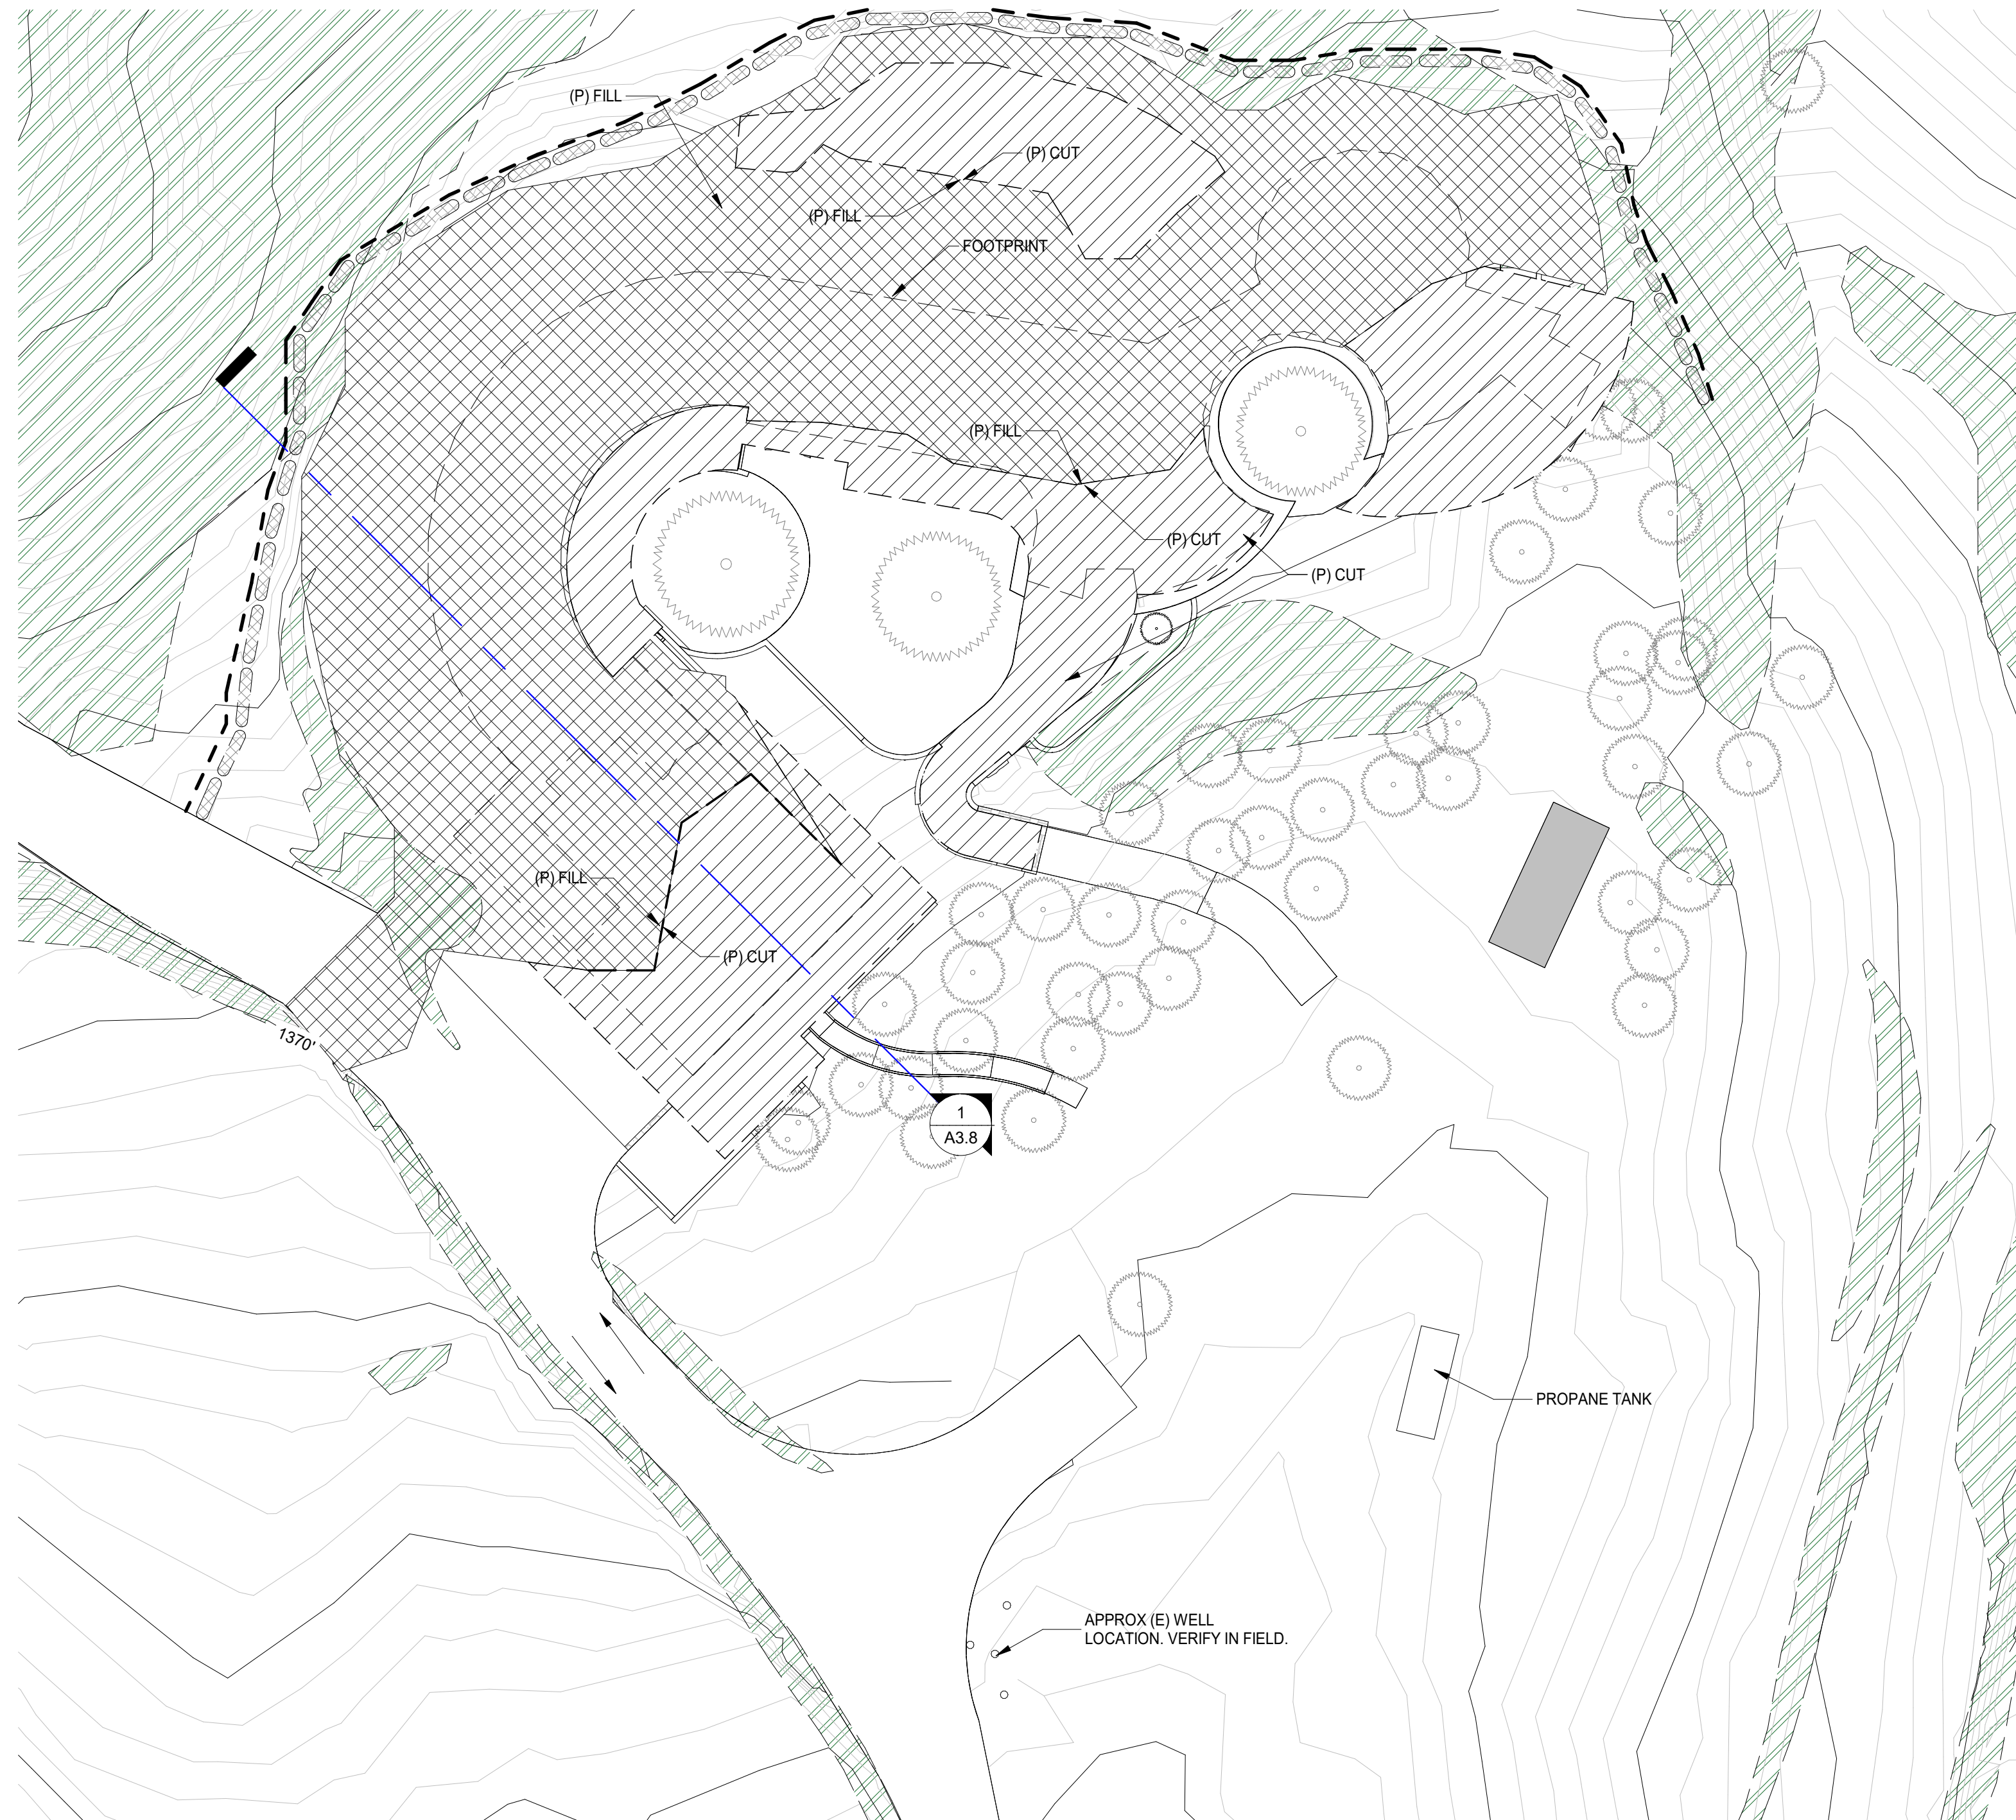 (P) FILL
(P) CUT
(P) FILL
FOOTPRINT
(P) FILL
(P) CUT
(P) CUT
(P) FILL
(P) CUT
1370'
1
A3.8
PROPANE TANK
APPROX (E) WELL
LOCATION. VERIFY IN FIELD.